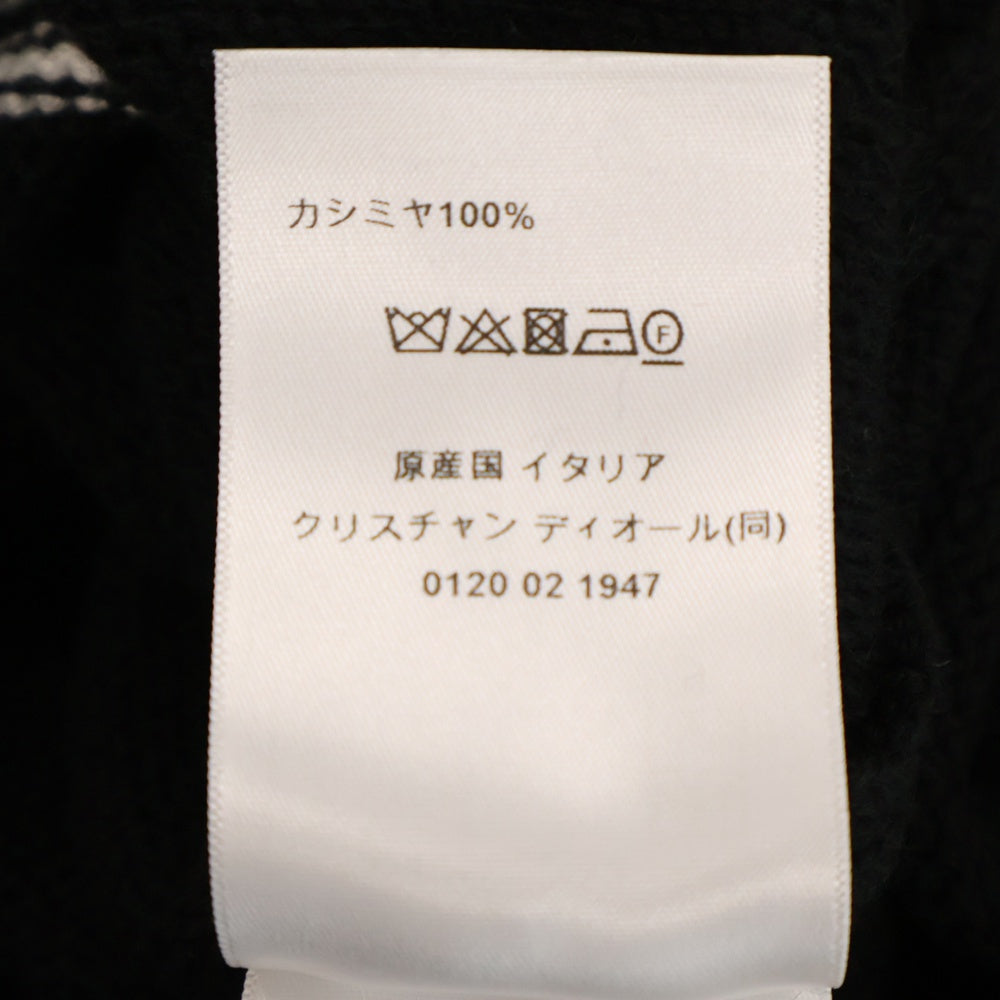 カシミヤ100%
F
原産国 イタリア
クリスチャン ディオール(同)
0120 02 1947